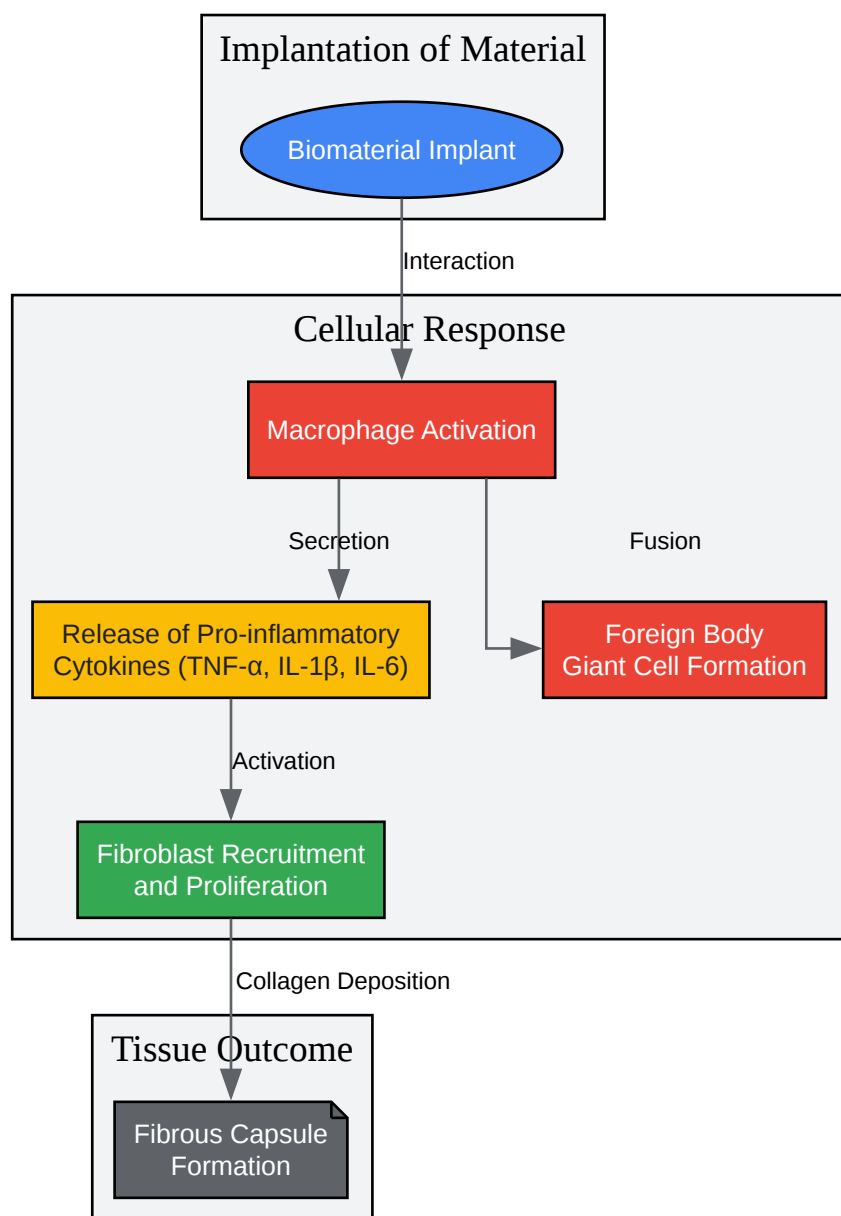 Implantation of Material
Biomaterial Implant
Interaction
Cellular Response
Macrophage Activation
Secretion
Fusion
Release of Pro-inflammatory
Cytokines (TNF-α, IL-1β, IL-6)
Foreign Body
Giant Cell Formation
Activation
Fibroblast Recruitment
and Proliferation
Collagen Deposition
Tissue Outcome
Fibrous Capsule
Formation